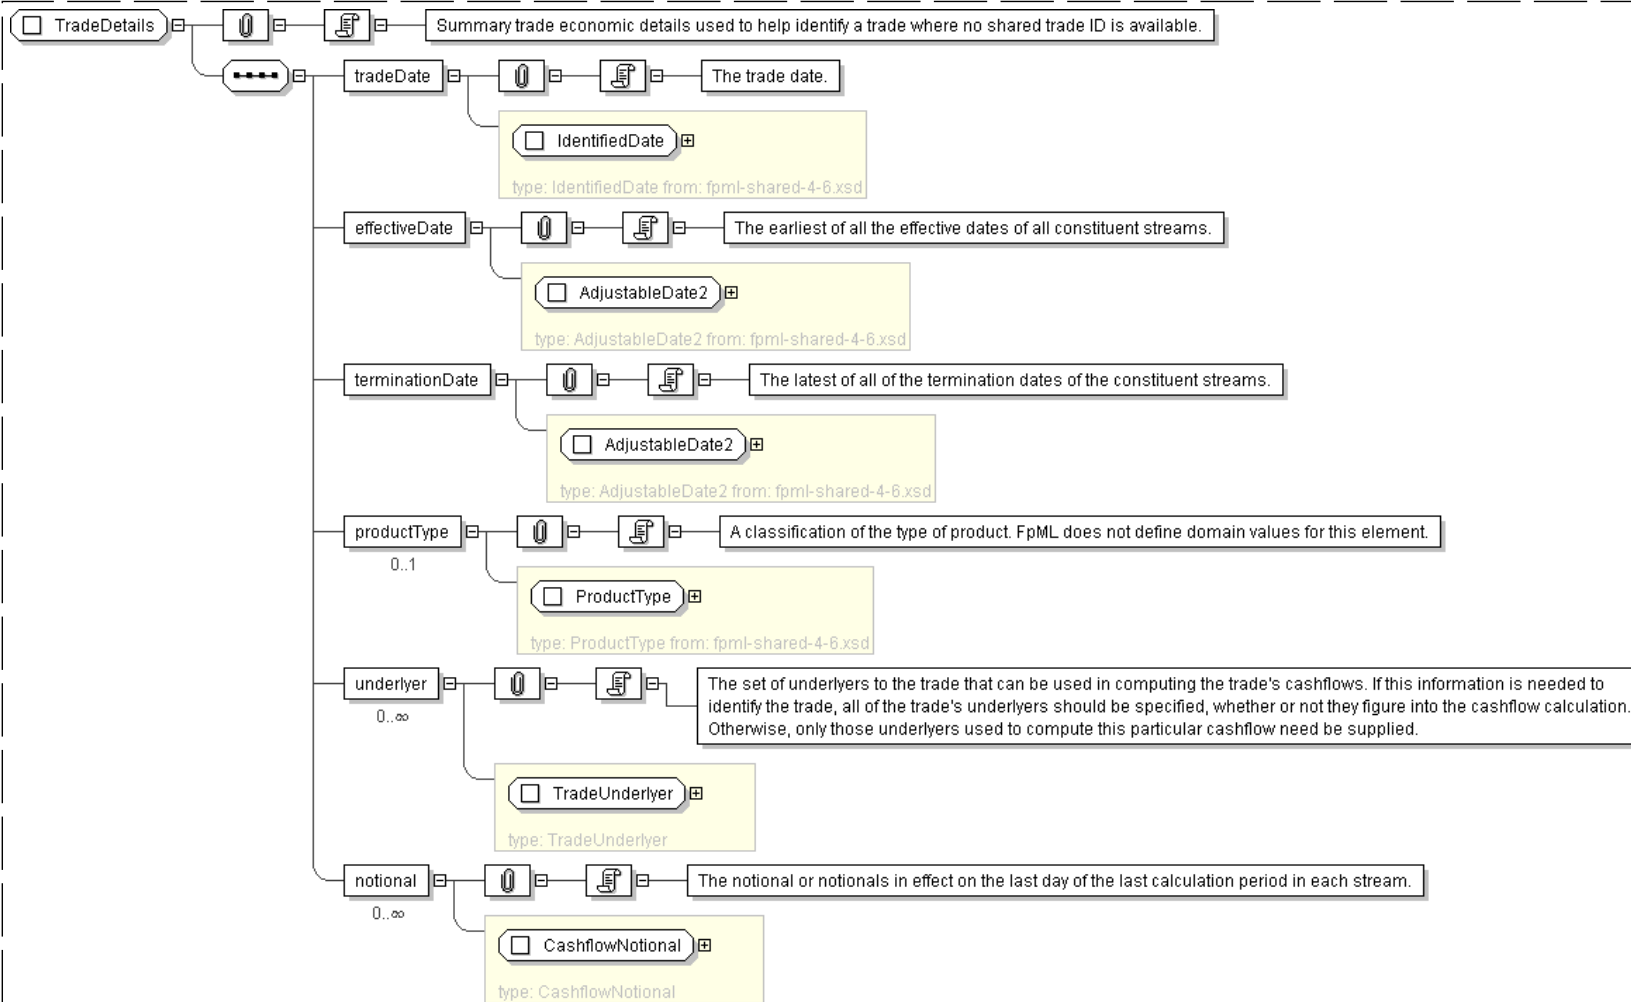 TradeDetails
Summary trade economic details used to help identify a trade where no shared trade ID is available.
tradeDate
The trade date.
IdentifiedDate
type: IdentifiedDate from: fpml-shared-4-6.xsd
effectiveDate
The earliest of all the effective dates of all constituent streams.
AdjustableDate2
type: AdjustableDate2 from: fpml-shared-4-6.xsd
terminationDate
The latest of all of the termination dates of the constituent streams.
AdjustableDate2
type: AdjustableDate2 from: fpml-shared-4-6.xsd
productType
A classification of the type of product. FpML does not define domain values for this element.
0..1
ProductType
type: ProductType from: fpml-shared-4-6.xsd
underlyer
The set of underlyers to the trade that can be used in computing the trade's cashflows. If this information is needed to
identify the trade, all of the trade's underlyers should be specified, whether or not they figure into the cashflow calculation.
Otherwise, only those underlyers used to compute this particular cashflow need be supplied.
0..∞
TradeUnderlyer
type: TradeUnderlyer
notional
The notional or notionals in effect on the last day of the last calculation period in each stream.
0..∞
CashflowNotional
type: CashflowNotional